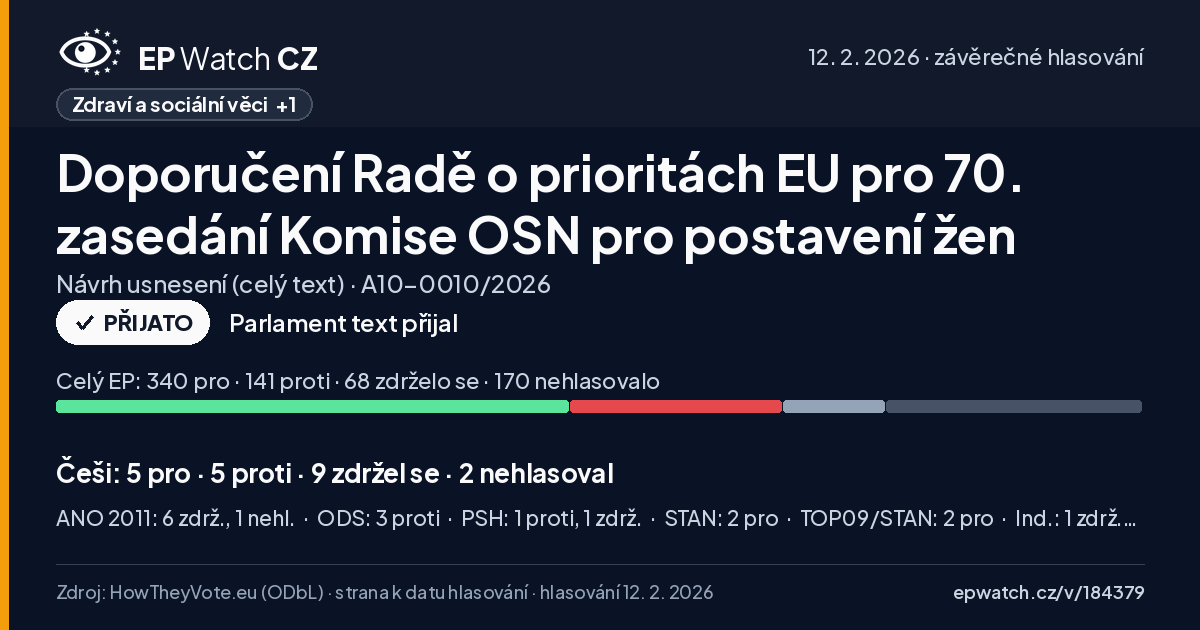 EP Watch CZ
12. 2. 2026 · závěrečné hlasování
Zdraví a sociální věci +1
Doporučení Radě o prioritách EU pro 70.
zasedání Komise OSN pro postavení žen
Návrh usnesení (celý text) · A10–0010/2026
✓ PŘIJATO Parlament text přijal
Celý EP: 340 pro · 141 proti · 68 zdrželo se · 170 nehlasovalo
Češi: 5 pro · 5 proti · 9 zdržel se · 2 nehlasoval
ANO 2011: 6 zdrž., 1 nehl. · ODS: 3 proti · PSH: 1 proti, 1 zdrž. · STAN: 2 pro · TOP09/STAN: 2 pro · Ind.: 1 zdrž.…
Zdroj: HowTheyVote.eu (ODbL) · strana k datu hlasování · hlasování 12. 2. 2026
epwatch.cz/v/184379